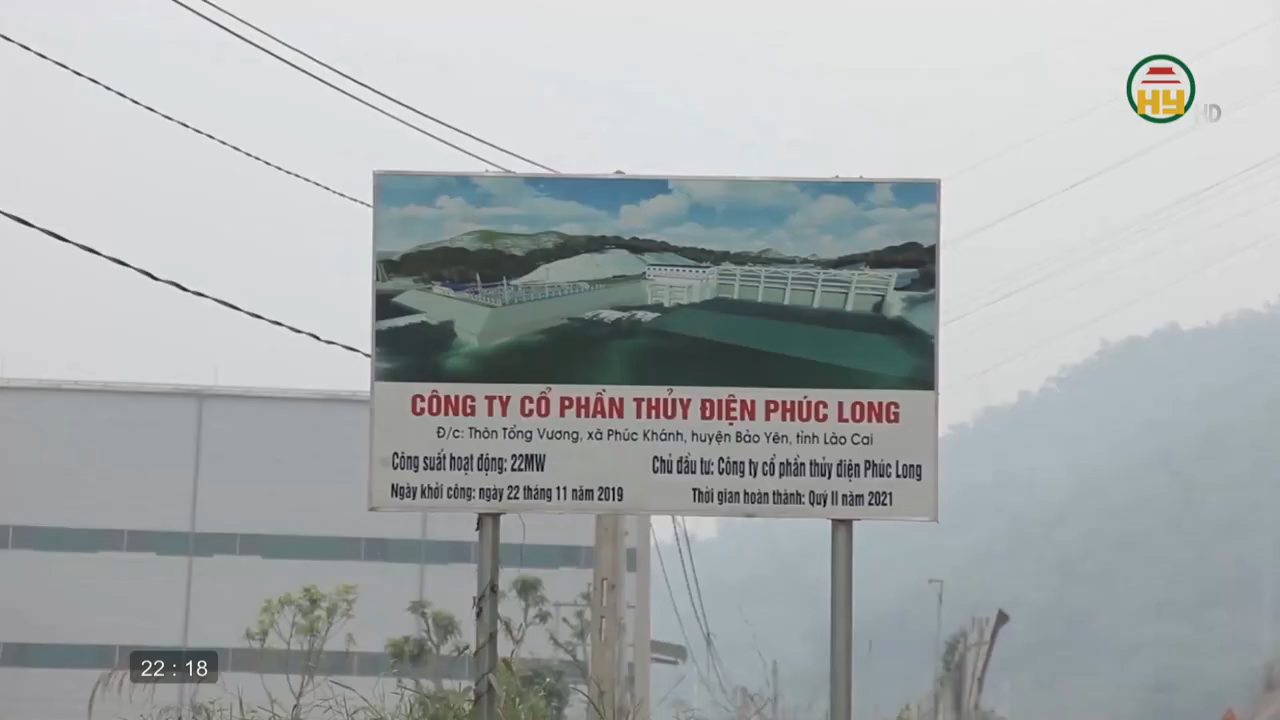 HY HD
CÔNG TY CỔ PHẦN THỦY ĐIỆN PHÚC LONG
Đ/c: Thôn Tổng Vương, xã Phúc Khánh, huyện Bảo Yên, tỉnh Lào Cai
Công suất hoạt động: 22MW
Chủ đầu tư: Công ty cổ phần thủy điện Phúc Long
Ngày khởi công: ngày 22 tháng 11 năm 2019
Thời gian hoàn thành: Quý II năm 2021
22 : 18